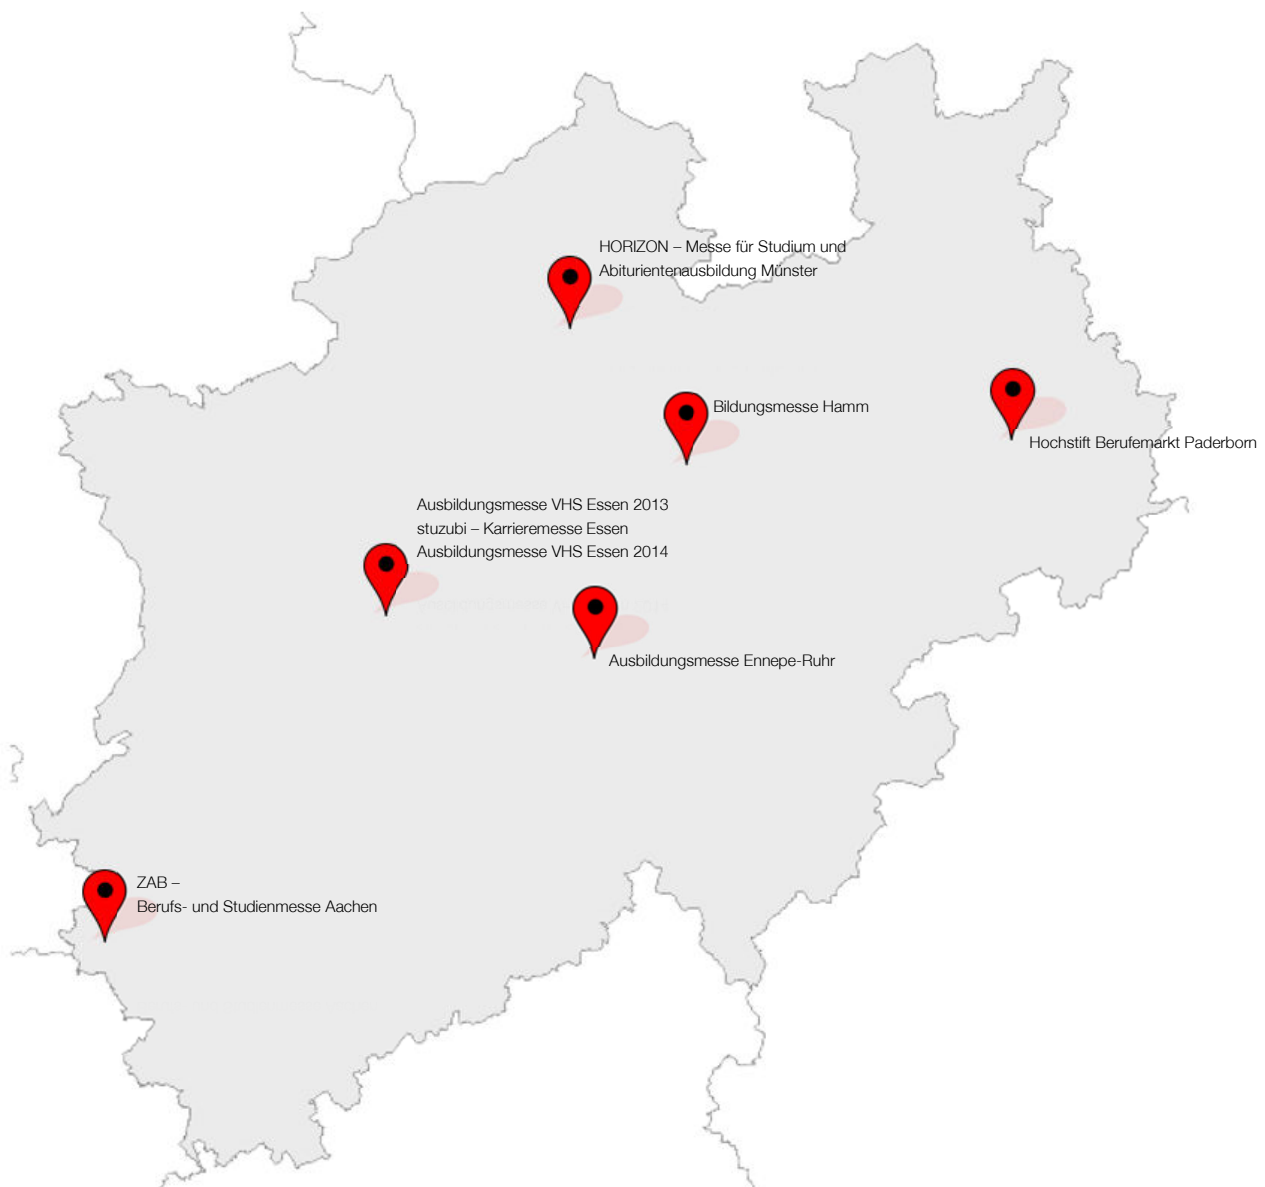 HORIZON – Messe für Studium und
Abiturientenausbildung Münster
Bildungsmesse Hamm
Hochstift Berufemarkt Paderborn
Ausbildungsmesse VHS Essen 2013
stuzubi – Karrieremesse Essen
Ausbildungsmesse VHS Essen 2014
Ausbildungsmesse Ennepe-Ruhr
ZAB –
Berufs- und Studienmesse Aachen